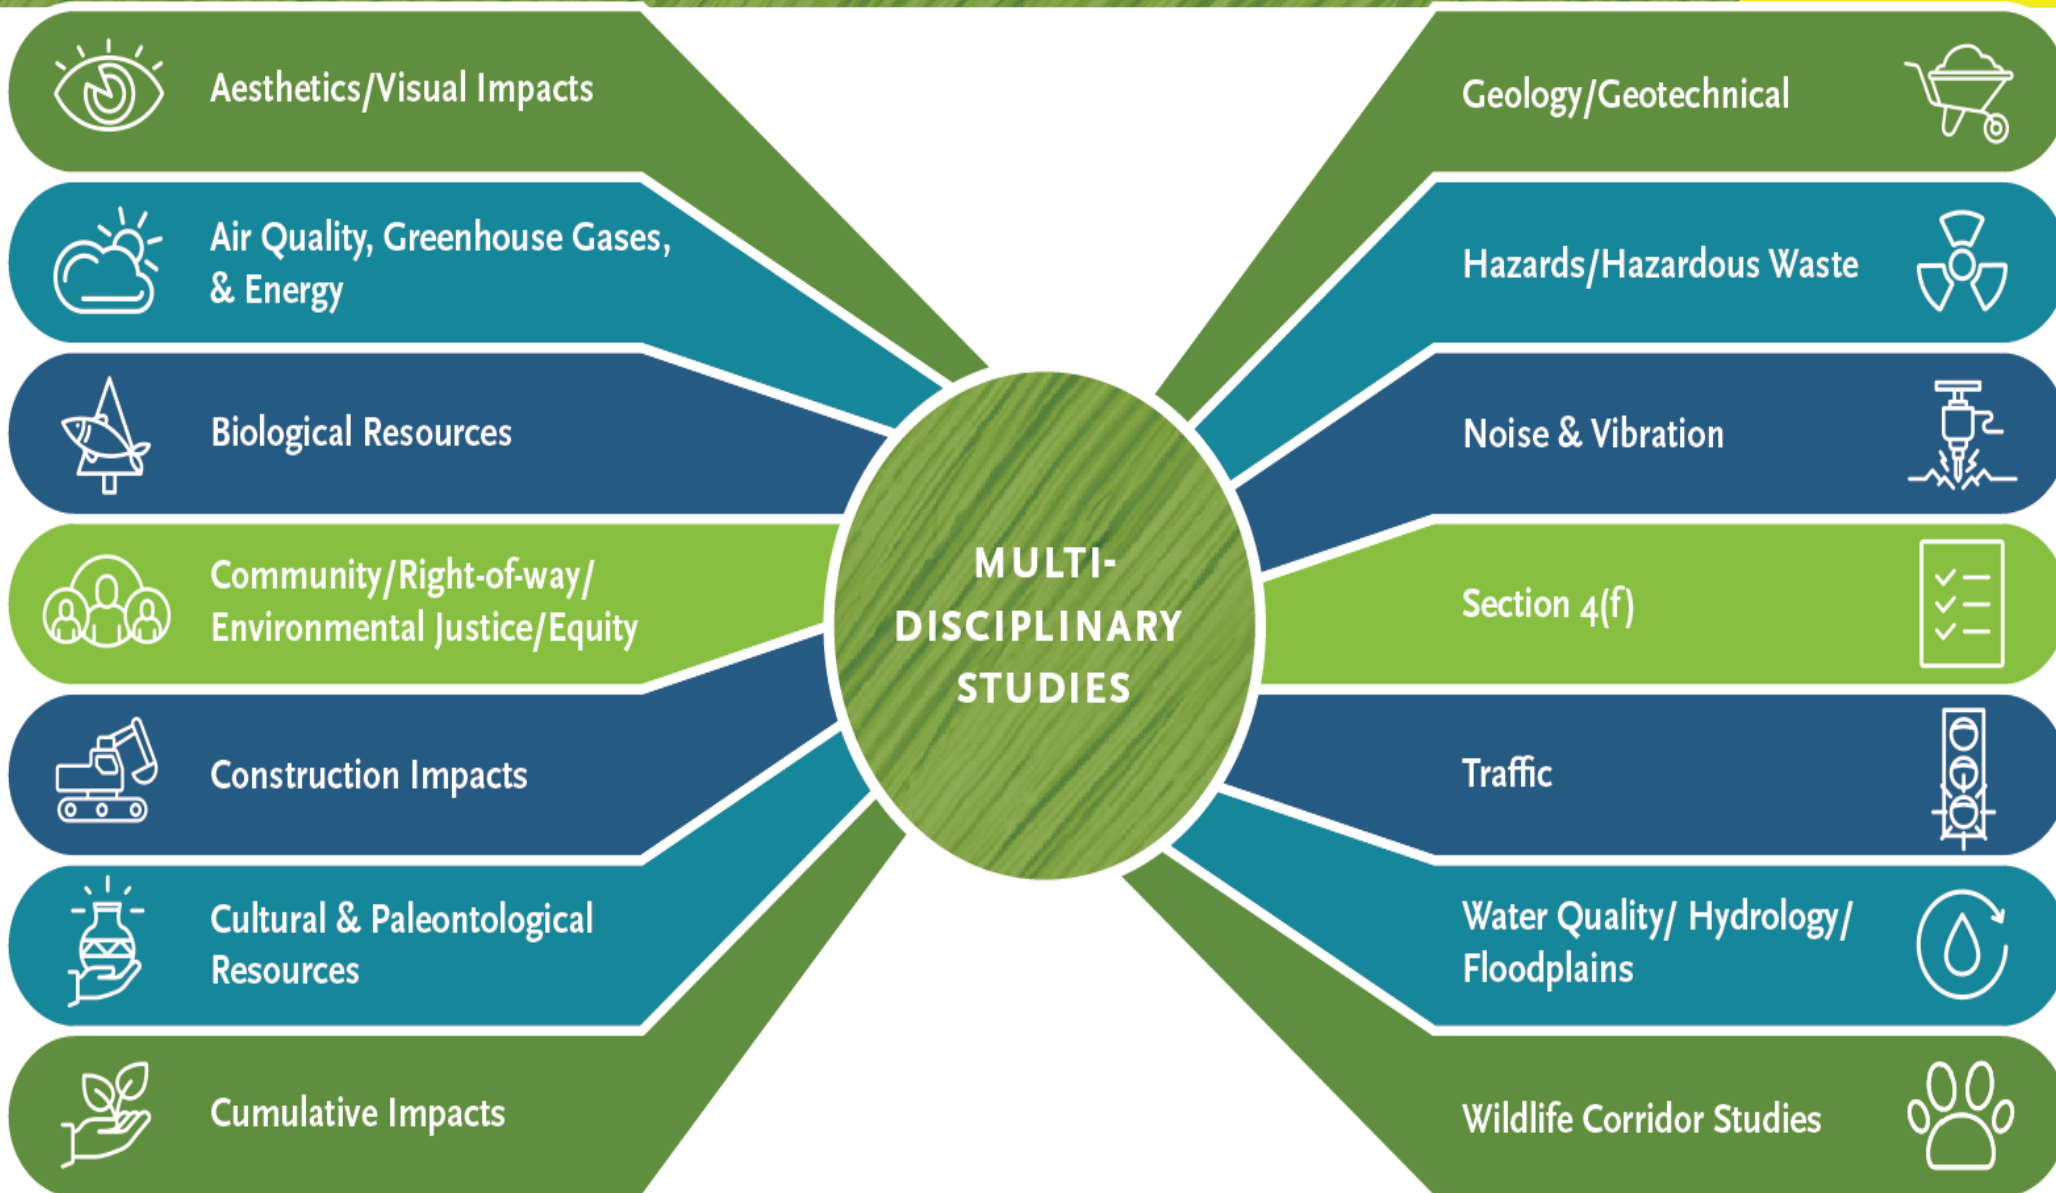 Aesthetics/Visual Impacts
Air Quality, Greenhouse Gases,
& Energy
Biological Resources
Community/Right-of-way/
Environmental Justice/Equity
Construction Impacts
Cultural & Paleontological
Resources
Cumulative Impacts
MULTI-
DISCIPLINARY
STUDIES
Geology/Geotechnical
Hazards/Hazardous Waste
Noise & Vibration
Section 4(f)
Traffic
Water Quality/ Hydrology/
Floodplains
Wildlife Corridor Studies